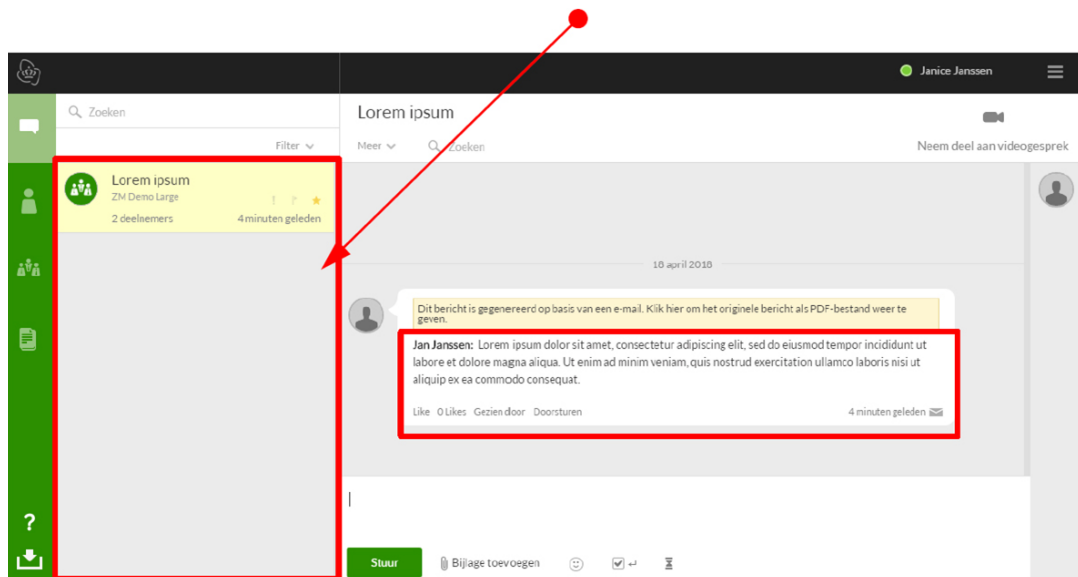 Janice Janssen
Zoeken
Filter
Lorem ipsum
ZM Demo Large
2 deelnemers
4 minuten geleden
Lorem ipsum
Meer
Zoeken
Neem deel aan videogesprek
18 april 2018
Dit bericht is gegenereerd op basis van een e-mail. Klik hier om het originele bericht als PDF-bestand weer te
geven.
Jan Janssen: Lorem ipsum dolor sit amet, consectetur adipiscing elit, sed do eiusmod tempor incididunt ut
labore et dolore magna aliqua. Ut enim ad minim veniam, quis nostrud exercitation ullamco laboris nisi ut
aliquip ex ea commodo consequat.
Like 0 Likes Gezien door Doorsturen
4 minuten geleden
?
Stuur
Bijlage toevoegen